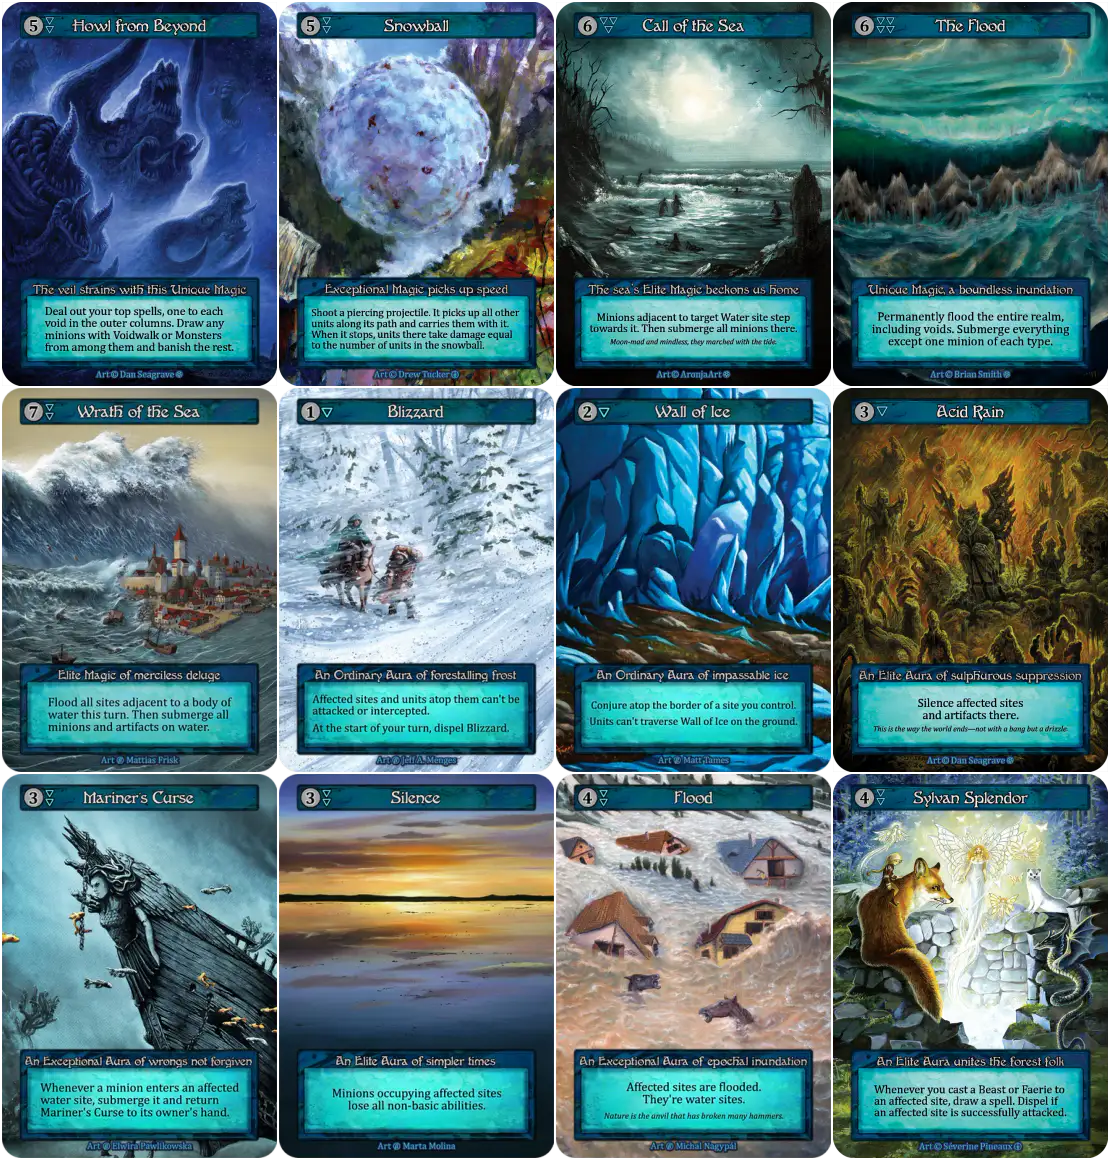 5 Howl from Beyond
The veil strains with this Unique Magic
Deal out your top spells, one to each
void in the outer columns. Draw any
minions with Voidwalk or Monsters
from among them and banish the rest.
Art © Dan Seagrave
5 Snowball
Exceptional Magic picks up speed
Shoot a piercing projectile. It picks up all other
units along its path and carries them with it.
When it stops, units there take damage equal
to the number of units in the snowball.
Art © Drew Tucker
6 Call of the Sea
The sea's Elite Magic beckons us home
Minions adjacent to target Water site step
towards it. Then submerge all minions there.
Moon-mad and mindless, they marched with the tide.
Art © AronjaArt
6 The Flood
Unique Magic, a boundless inundation
Permanently flood the entire realm,
including voids. Submerge everything
except one minion of each type.
Art © Brian Smith
7 Wrath of the Sea
Elite Magic of merciless deluge
Flood all sites adjacent to a body of
water this turn. Then submerge all
minions and artifacts on water.
Art @ Mattias Frisk
1 Blizzard
An Ordinary Aura of forestalling frost
Affected sites and units atop them can't be
attacked or intercepted.
At the start of your turn, dispel Blizzard.
Art @ Jeff A. Menges
2 Wall of Ice
An Ordinary Aura of impassable ice
Conjure atop the border of a site you control.
Units can't traverse Wall of Ice on the ground.
Art @ Matt Tames
3 Acid Rain
An Elite Aura of sulphurous suppression
Silence affected sites
and artifacts there.
This is the way the world ends—not with a bang but a drizzle.
Art © Dan Seagrave
3 Mariner's Curse
An Exceptional Aura of wrongs not forgiven
Whenever a minion enters an affected
water site, submerge it and return
Mariner's Curse to its owner's hand.
Art @ Elwira Pawlikowska
3 Silence
An Elite Aura of simpler times
Minions occupying affected sites
lose all non-basic abilities.
Art @ Marta Molina
4 Flood
An Exceptional Aura of epochal inundation
Affected sites are flooded.
They're water sites.
Nature is the anvil that has broken many hammers.
Art @ Michal Nagypál
4 Sylvan Splendor
An Elite Aura unites the forest folk
Whenever you cast a Beast or Faerie to
an affected site, draw a spell. Dispel if
an affected site is successfully attacked.
Art © Séverine Pineaux